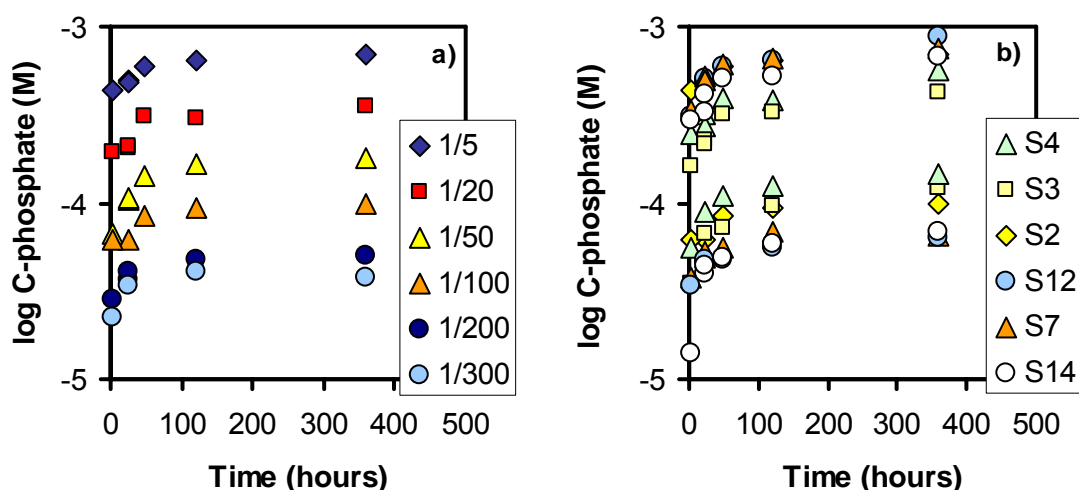 a)
log C-phosphate (M)
-3
-4
-5
0 100 200 300 400 500
Time (hours)
1/5
1/20
1/50
1/100
1/200
1/300
b)
log C-phosphate (M)
-3
-4
-5
0 100 200 300 400 500
Time (hours)
S4
S3
S2
S12
S7
S14